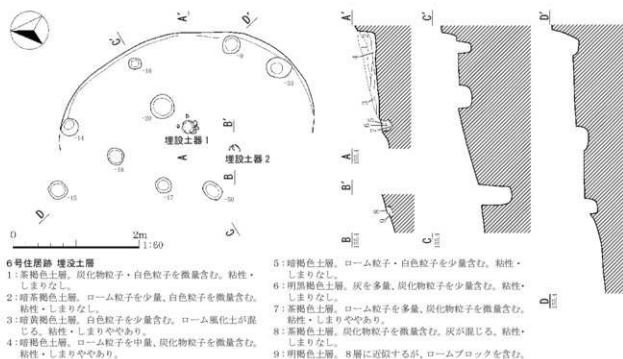 A'
D'
C'
-18
-9
-33
-20
B'
-14
埋設土器 1
埋設土器 2
-18
A
B
-15
-17
-50
D
C
0
2m
1:60
A'
C'
D'
A
155.4
B'
B
155.4
C
155.4
D
155.4
6号住居跡 埋没土層
1：茶褐色土層。炭化物粒子・白色粒子を微量含む。粘性・
しまりなし。
2：暗茶褐色土層。ローム粒子を少量、白色粒子を微量含む。
粘性・しまりなし。
3：暗黄褐色土層。白色粒子を少量含む。ローム風化土が混
じる。粘性・しまりややあり。
4：暗褐色土層。ローム粒子を中量、炭化物粒子を微量含む。
粘性・しまりややあり。
5：暗褐色土層。ローム粒子・白色粒子を少量含む。粘性・
しまりなし。
6：明黒褐色土層。灰を多量、炭化物粒子を少量含む。粘性・
しまりなし。
7：茶褐色土層。ローム粒子を多量、炭化物粒子を微量含む。
粘性・しまりややあり。
8：茶褐色土層。炭化物粒子を微量含む。灰が混じる。粘性・
しまりなし。
9：明褐色土層。8層に近似するが、ロームブロックを含む。